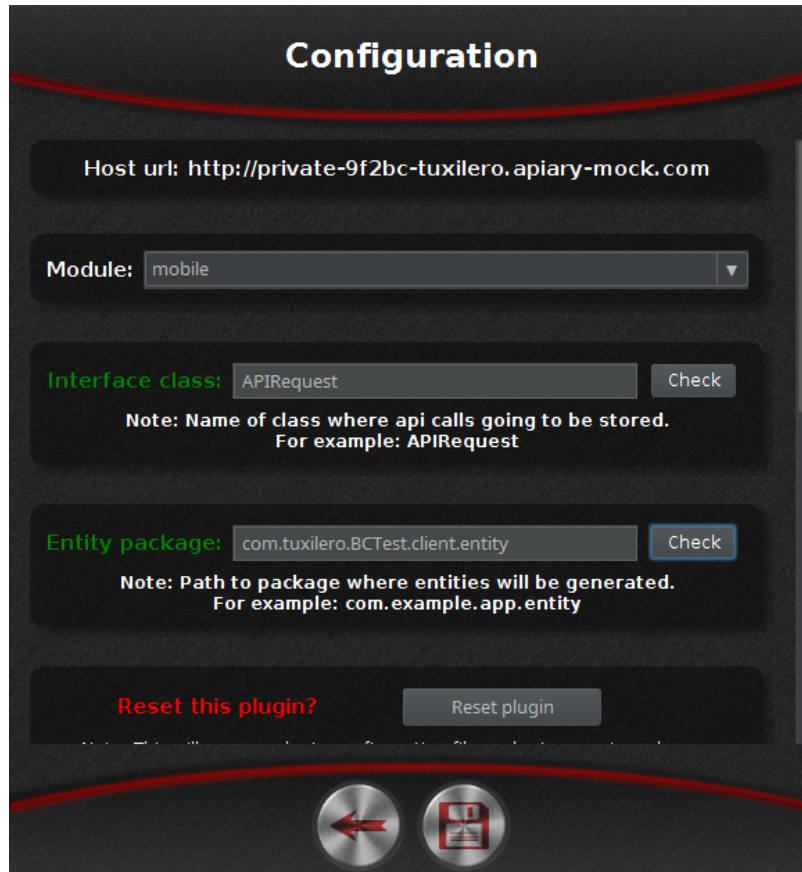 Configuration
Host url: http://private-9f2bc-tuxilero.apiary-mock.com
Module: mobile
Interface class: APIRequest Check
Note: Name of class where api calls going to be stored.
For example: APIRequest
Entity package: com.tuxilero.BCTest.client.entity Check
Note: Path to package where entities will be generated.
For example: com.example.app.entity
Reset this plugin? Reset plugin